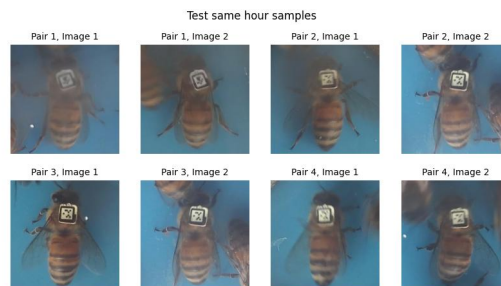 Test same hour samples
Pair 1, Image 1
Pair 1, Image 2
Pair 2, Image 1
Pair 2, Image 2
Pair 3, Image 1
Pair 3, Image 2
Pair 4, Image 1
Pair 4, Image 2